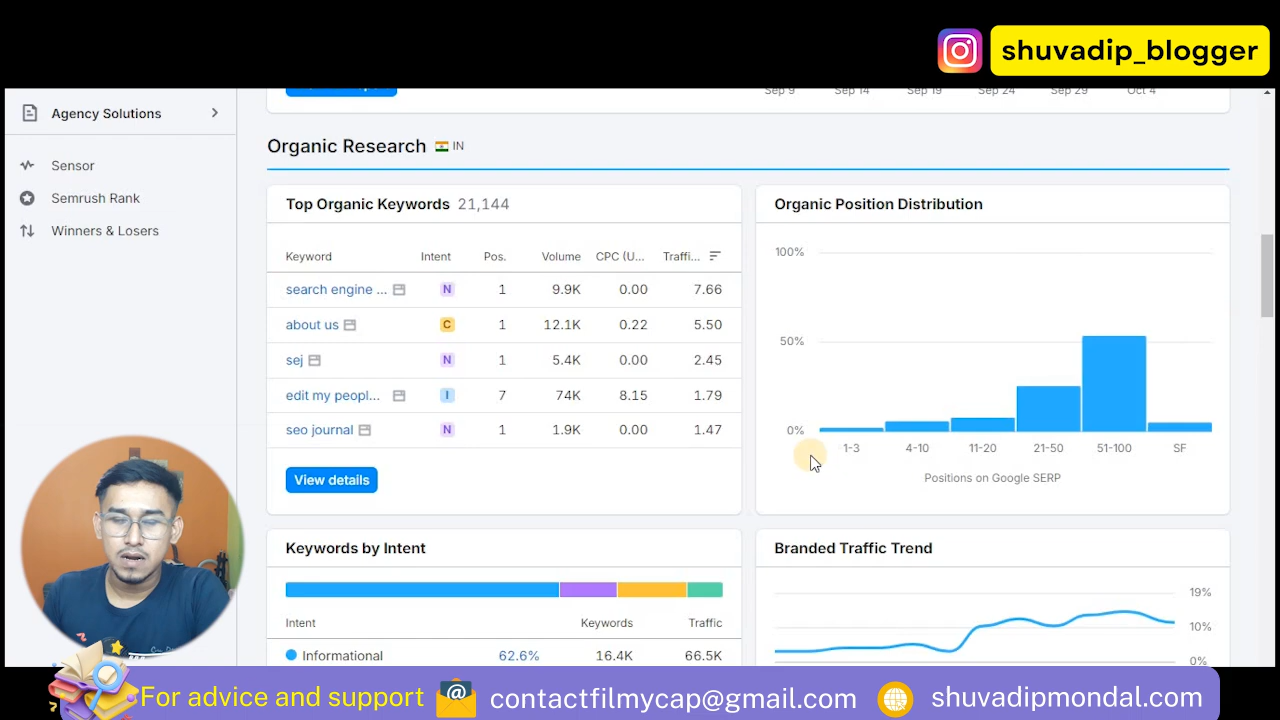 shuvadip_blogger
Sep 9 Sep 14 Sep 19 Sep 24 Sep 29 Oct 4
Agency Solutions
Sensor
Semrush Rank
Winners & Losers
Organic Research IN
Top Organic Keywords 21,144
Keyword Intent Pos. Volume CPC (U... Traffi...
search engine ... N 1 9.9K 0.00 7.66
about us C 1 12.1K 0.22 5.50
sej N 1 5.4K 0.00 2.45
edit my peopl... I 7 74K 8.15 1.79
seo journal N 1 1.9K 0.00 1.47
View details
Organic Position Distribution
100%
50%
0%
1-3 4-10 11-20 21-50 51-100 SF
Positions on Google SERP
Keywords by Intent
Intent Keywords Traffic
Informational 62.6% 16.4K 66.5K
Branded Traffic Trend
19%
10%
0%
For advice and support @ contactfilmycap@gmail.com shuvadipmondal.com